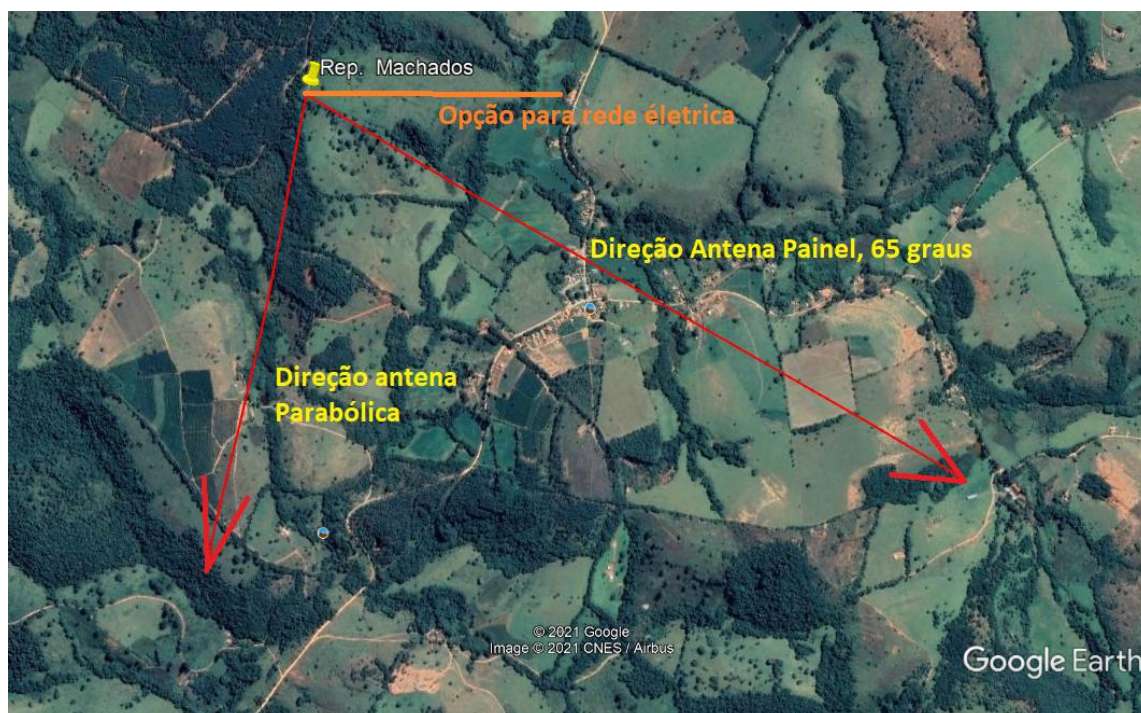 Rep. Machados
Opção para rede életrica
Direção Antena Painel, 65 graus
Direção antena
Parabólica
© 2021 Google
Image © 2021 CNES / Airbus
Google Earth